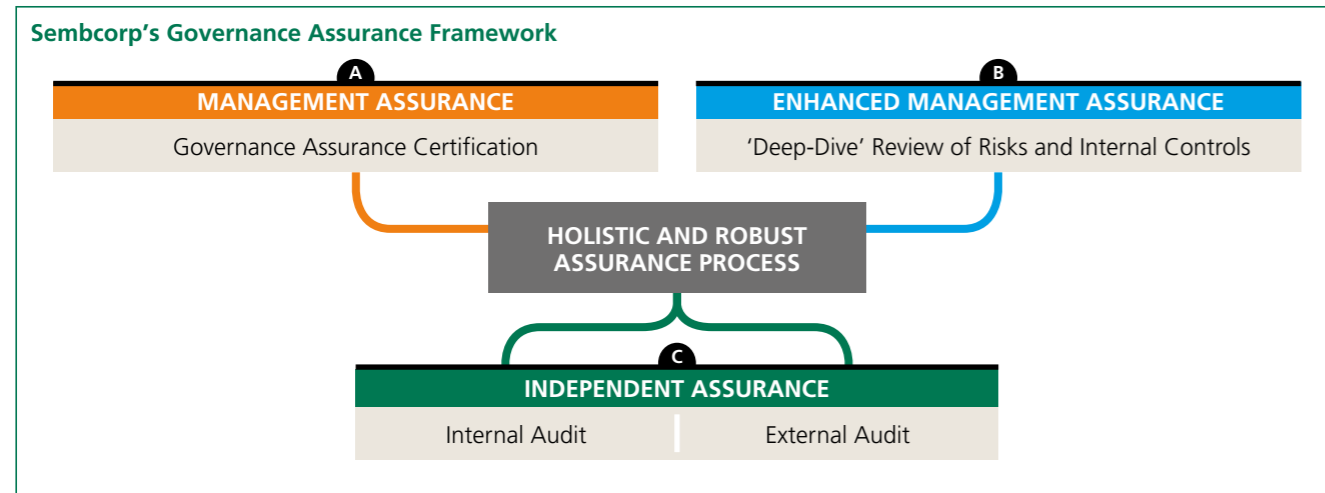 Sembcorp’s Governance Assurance Framework
A
MANAGEMENT ASSURANCE
Governance Assurance Certification
B
ENHANCED MANAGEMENT ASSURANCE
‘Deep-Dive’ Review of Risks and Internal Controls
HOLISTIC AND ROBUST
ASSURANCE PROCESS
C
INDEPENDENT ASSURANCE
Internal Audit
External Audit